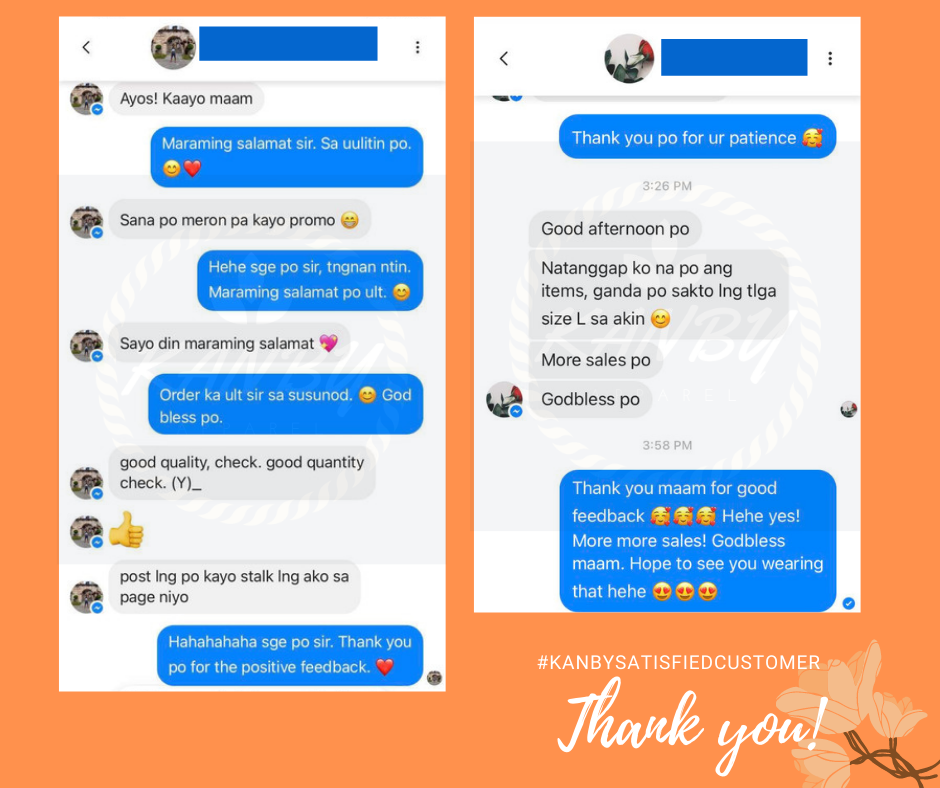 Ayos! Kaayo maam
Maraming salamat sir. Sa uulitin po.
😊❤️
Sana po meron pa kayo promo 😁
Hehe sge po sir, tngnan ntin.
Maraming salamat po ult. 😊
Sayo din maraming salamat 💖
Order ka ult sir sa susunod. 😊 God
bless po.
good quality, check. good quantity
check. (Y)_
👍
post lng po kayo stalk lng ako sa
page niyo
Hahahahaha sge po sir. Thank you
po for the positive feedback. ❤️
Thank you po for ur patience 🥰
3:26 PM
Good afternoon po
Natanggap ko na po ang
items, ganda po sakto lng tlga
size L sa akin 😊
More sales po
Godbless po
3:58 PM
Thank you maam for good
feedback 🥰🥰🥰 Hehe yes!
More more sales! Godbless
maam. Hope to see you wearing
that hehe 😍😍😍
KANBY
#KANBYSATISFIEDCUSTOMER
Thank you!